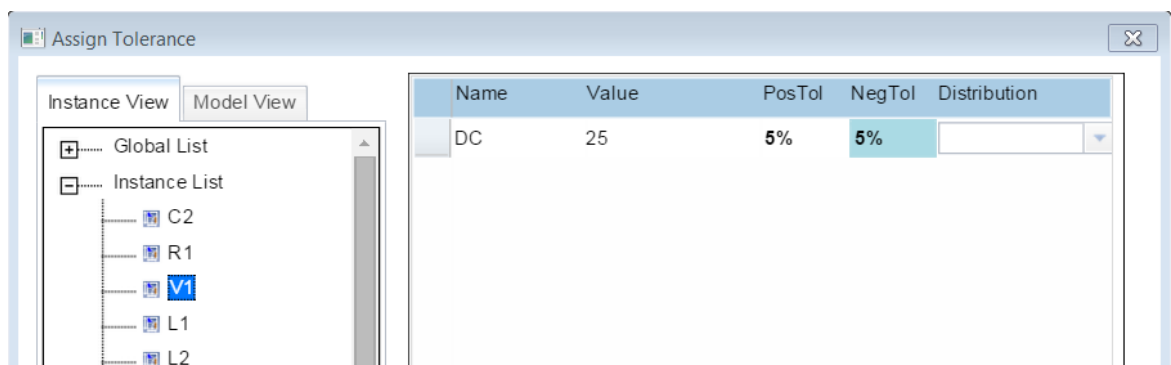 Assign Tolerance
Instance View Model View
Global List
Instance List
C2
R1
V1
L1
L2
Name Value PosTol NegTol Distribution
DC 25 5% 5%